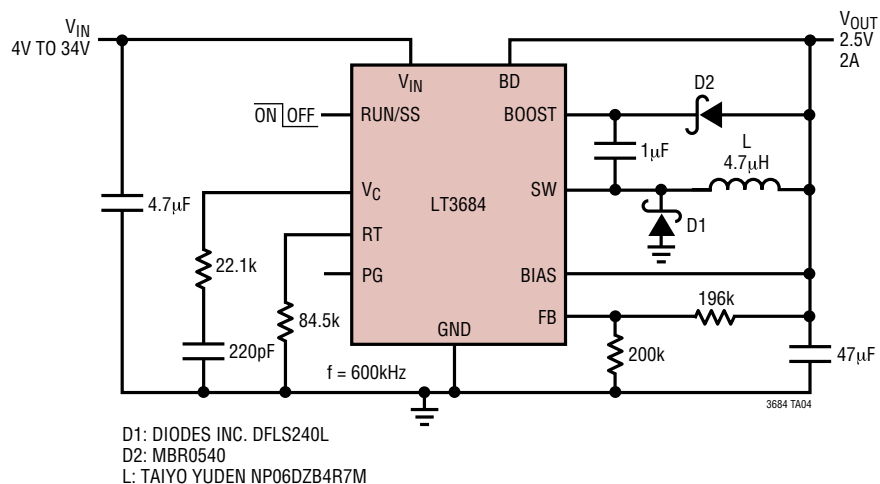 VIN
4V TO 34V
VOUT
2.5V
2A
VIN
BD
D2
ON OFF
RUN/SS
BOOST
L
4.7µH
1µF
VC
LT3684
SW
4.7µF
D1
RT
22.1k
PG
BIAS
196k
84.5k
FB
GND
200k
47µF
220pF
f = 600kHz
3684 TA04
D1: DIODES INC. DFLS240L
D2: MBR0540
L: TAIYO YUDEN NP06DZB4R7M